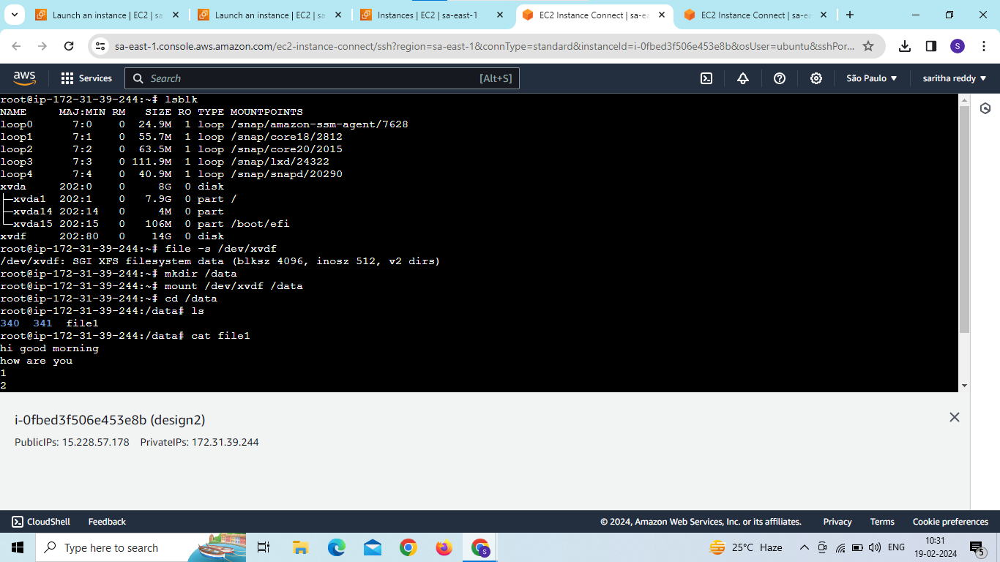 Launch an instance | EC2 | sa
Launch an instance | EC2 | sa
Instances | EC2 | sa-east-1
EC2 Instance Connect | sa-ea
EC2 Instance Connect | sa-ea
sa-east-1.console.aws.amazon.com/ec2-instance-connect/ssh?region=sa-east-1&connType=standard&instanceId=i-0fbed3f506e453e8b&osUser=ubuntu&sshPor...
S
aws
Services
Search
[Alt+S]
São Paulo
saritha reddy
root@ip-172-31-39-244:~# lsblk
NAME     MAJ:MIN RM   SIZE RO TYPE MOUNTPOINTS
loop0      7:0    0  24.9M  1 loop /snap/amazon-ssm-agent/7628
loop1      7:1    0  55.7M  1 loop /snap/core18/2812
loop2      7:2    0  63.5M  1 loop /snap/core20/2015
loop3      7:3    0 111.9M  1 loop /snap/lxd/24322
loop4      7:4    0  40.9M  1 loop /snap/snapd/20290
xvda     202:0    0     8G  0 disk
├─xvda1  202:1    0   7.9G  0 part /
├─xvda14 202:14   0     4M  0 part
└─xvda15 202:15   0   106M  0 part /boot/efi
xvdf     202:80   0    14G  0 disk
root@ip-172-31-39-244:~# file -s /dev/xvdf
/dev/xvdf: SGI XFS filesystem data (blksz 4096, inosz 512, v2 dirs)
root@ip-172-31-39-244:~# mkdir /data
root@ip-172-31-39-244:~# mount /dev/xvdf /data
root@ip-172-31-39-244:~# cd /data
root@ip-172-31-39-244:/data# ls
340  341  file1
root@ip-172-31-39-244:/data# cat file1
hi good morning
how are you
1
2
i-0fbed3f506e453e8b (design2)
PublicIPs: 15.228.57.178    PrivateIPs: 172.31.39.244
CloudShell
Feedback
© 2024, Amazon Web Services, Inc. or its affiliates.
Privacy
Terms
Cookie preferences
Type here to search
S
25°C Haze
ENG
10:31
19-02-2024
5